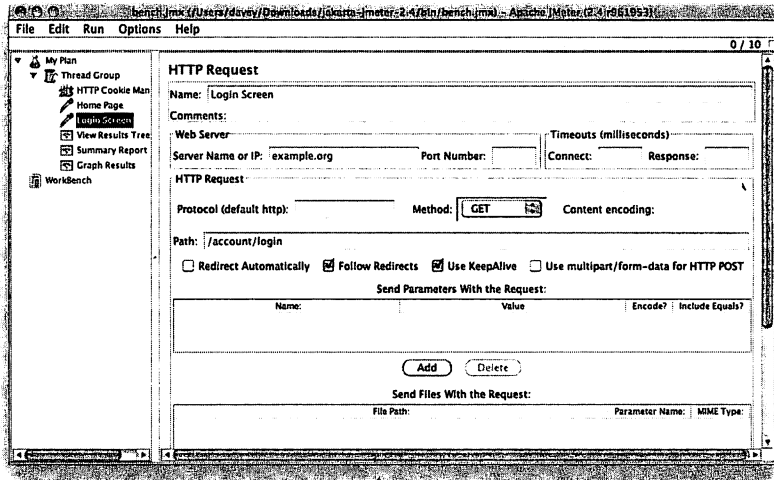 bench.jmx (/Users/davey/Downloads/jakarta-jmeter-2.4/bin/bench.jmx) – Apache JMeter (2.4 r961953)
File Edit Run Options Help
0 / 10
My Plan
Thread Group
HTTP Cookie Man
Home Page
Login Screen
View Results Tree
Summary Report
Graph Results
WorkBench
HTTP Request
Name: Login Screen
Comments:
Web Server
Server Name or IP: example.org Port Number:
Timeouts (milliseconds)
Connect: Response:
HTTP Request
Protocol (default http): Method: GET Content encoding:
Path: /account/login
Redirect Automatically Follow Redirects Use KeepAlive Use multipart/form-data for HTTP POST
Send Parameters With the Request:
Name: Value Encode? Include Equals?
Add Delete
Send Files With the Request:
File Path: Parameter Name: MIME Type: